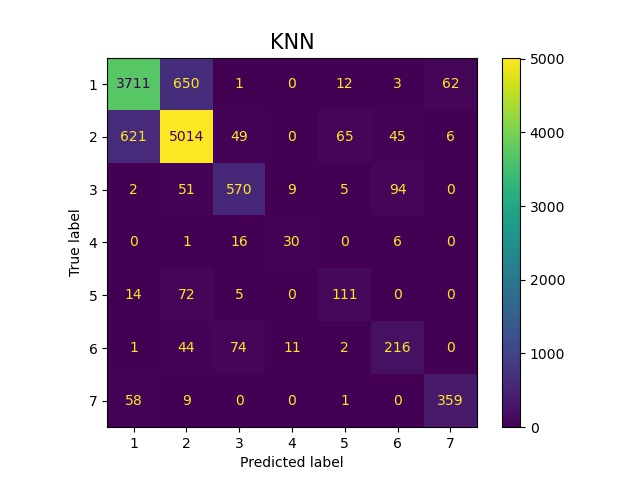 KNN
1 3711 650 1 0 12 3 62
2 621 5014 49 0 65 45 6
3 2 51 570 9 5 94 0
4 0 1 16 30 0 6 0
5 14 72 5 0 111 0 0
6 1 44 74 11 2 216 0
7 58 9 0 0 1 0 359
1 2 3 4 5 6 7
Predicted label
True label
5000
4000
3000
2000
1000
0